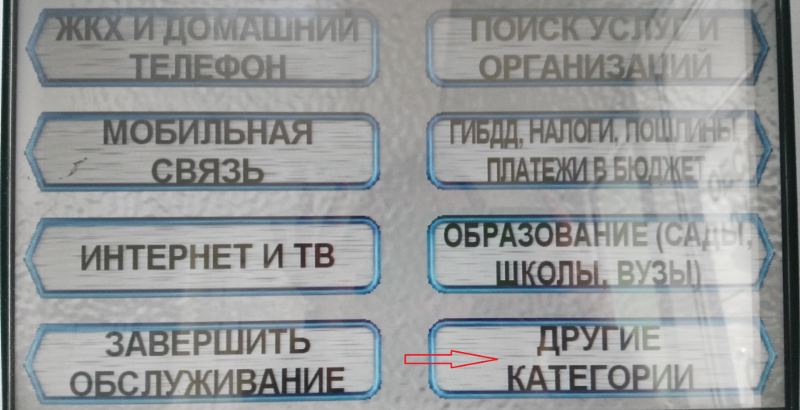 ЖКХ И ДОМАШНИЙ
ТЕЛЕФОН
ПОИСК УСЛУГ И
ОРГАНИЗАЦИЙ
МОБИЛЬНАЯ
СВЯЗЬ
ГИБДД, НАЛОГИ, ПОШЛИНЫ,
ПЛАТЕЖИ В БЮДЖЕТ
ИНТЕРНЕТ И ТВ
ОБРАЗОВАНИЕ (САДЫ,
ШКОЛЫ, ВУЗЫ)
ЗАВЕРШИТЬ
ОБСЛУЖИВАНИЕ
ДРУГИЕ
КАТЕГОРИИ